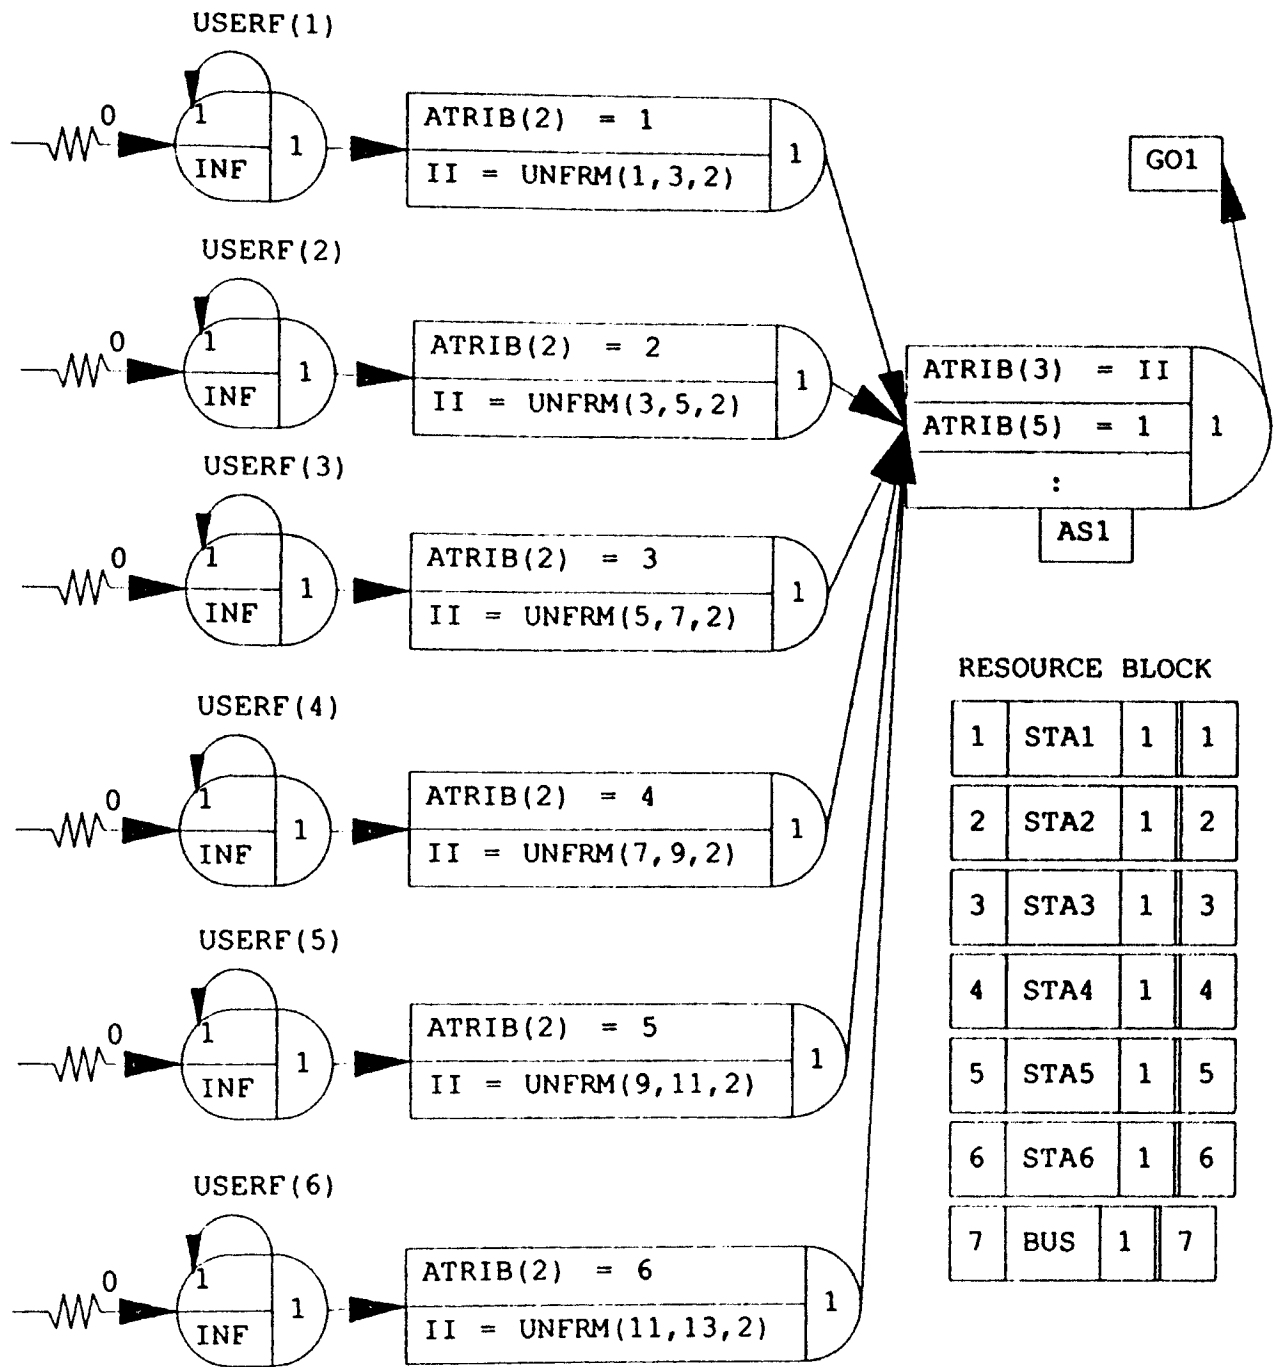 USERF(1)
0
1
INF
1
ATRIB(2) = 1
II = UNFRM(1,3,2)
1
GO1
USERF(2)
0
1
INF
1
ATRIB(2) = 2
II = UNFRM(3,5,2)
1
ATRIB(3) = II
ATRIB(5) = 1
:
1
AS1
USERF(3)
0
1
INF
1
ATRIB(2) = 3
II = UNFRM(5,7,2)
1
USERF(4)
0
1
INF
1
ATRIB(2) = 4
II = UNFRM(7,9,2)
1
USERF(5)
0
1
INF
1
ATRIB(2) = 5
II = UNFRM(9,11,2)
1
USERF(6)
0
1
INF
1
ATRIB(2) = 6
II = UNFRM(11,13,2)
1
RESOURCE BLOCK
1 STA1 1 1
2 STA2 1 2
3 STA3 1 3
4 STA4 1 4
5 STA5 1 5
6 STA6 1 6
7 BUS 1 7